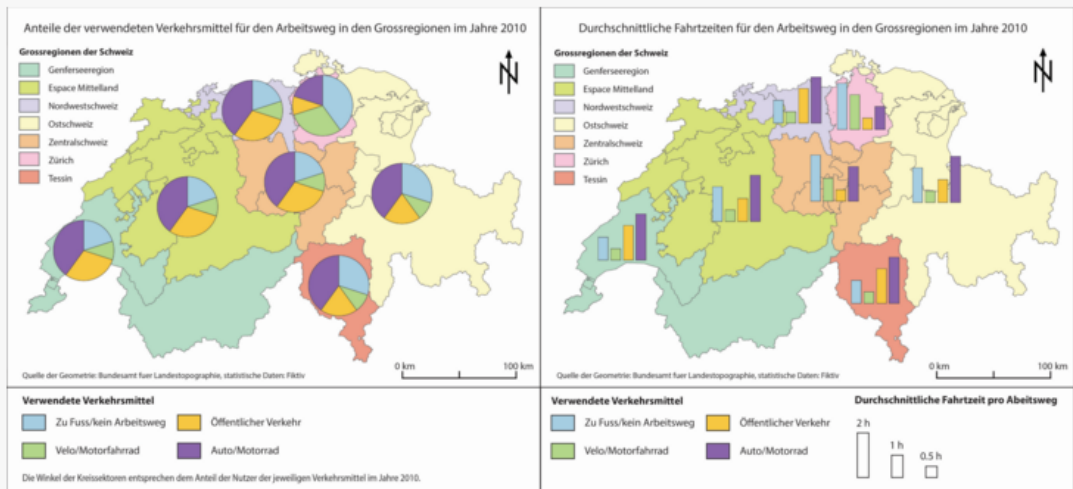 Anteile der verwendeten Verkehrsmittel für den Arbeitsweg in den Grossregionen im Jahre 2010
Grossregionen der Schweiz
Genferseeregion
Espace Mittelland
Nordwestschweiz
Ostschweiz
Zentralschweiz
Zürich
Tessin
N
0 km
100 km
Quelle der Geometrie: Bundesamt fuer Landestopographie, statistische Daten: Fiktiv
Verwendete Verkehrsmittel
Zu Fuss/kein Arbeitsweg
Öffentlicher Verkehr
Velo/Motorfahrrad
Auto/Motorrad
Die Winkel der Kreissektoren entsprechen dem Anteil der Nutzer der jeweiligen Verkehrsmittel im Jahre 2010.
Durchschnittliche Fahrtzeiten für den Arbeitsweg in den Grossregionen im Jahre 2010
Grossregionen der Schweiz
Genferseeregion
Espace Mittelland
Nordwestschweiz
Ostschweiz
Zentralschweiz
Zürich
Tessin
N
0 km
100 km
Quelle der Geometrie: Bundesamt fuer Landestopographie, statistische Daten: Fiktiv
Verwendete Verkehrsmittel
Zu Fuss/kein Arbeitsweg
Öffentlicher Verkehr
Velo/Motorfahrrad
Auto/Motorrad
Durchschnittliche Fahrtzeit pro Abeitsweg
2 h
1 h
0.5 h